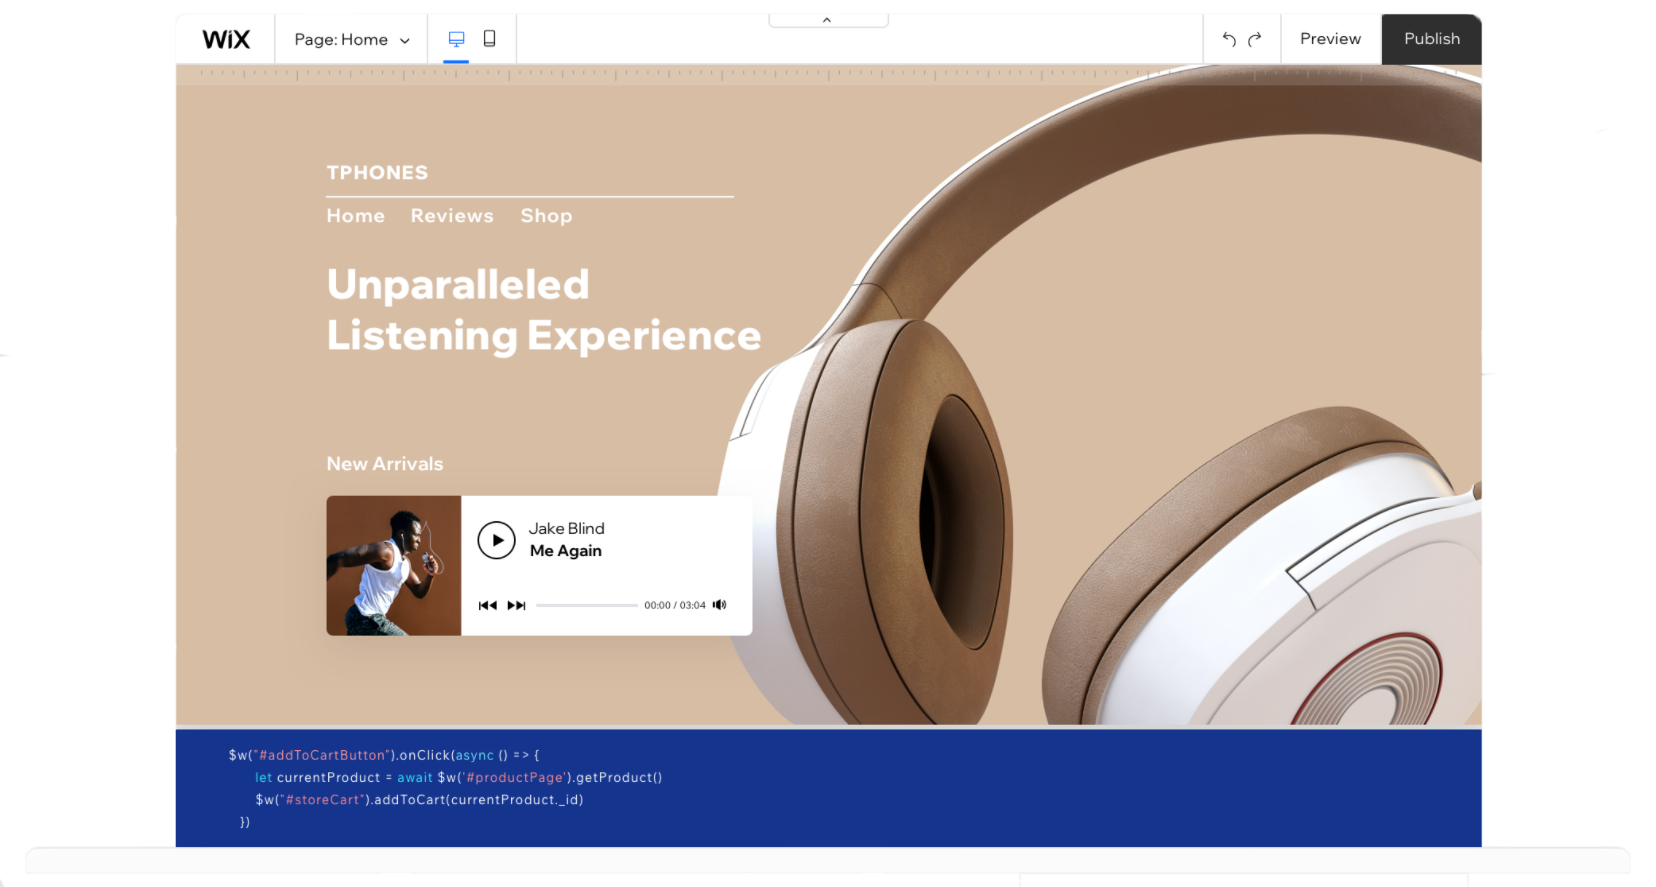 WiX
Page: Home
Preview
Publish
TPHONES
Home Reviews Shop
Unparalleled
Listening Experience
New Arrivals
Jake Blind
Me Again
00:00 / 03:04
$w("#addToCartButton").onClick(async () => {
let currentProduct = await $w('#productPage').getProduct()
$w("#storeCart").addToCart(currentProduct._id)
})